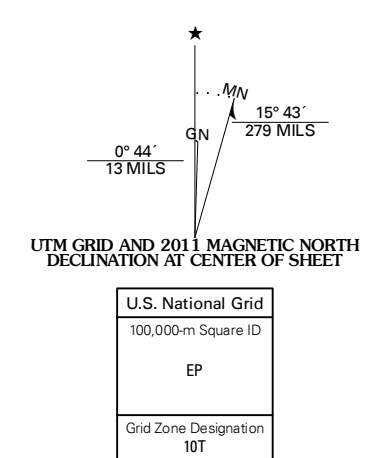 ★
MN
15° 43´
279 MILS
GN
0° 44´
13 MILS
UTM GRID AND 2011 MAGNETIC NORTH
DECLINATION AT CENTER OF SHEET
U.S. National Grid
100,000-m Square ID
EP
Grid Zone Designation
10T